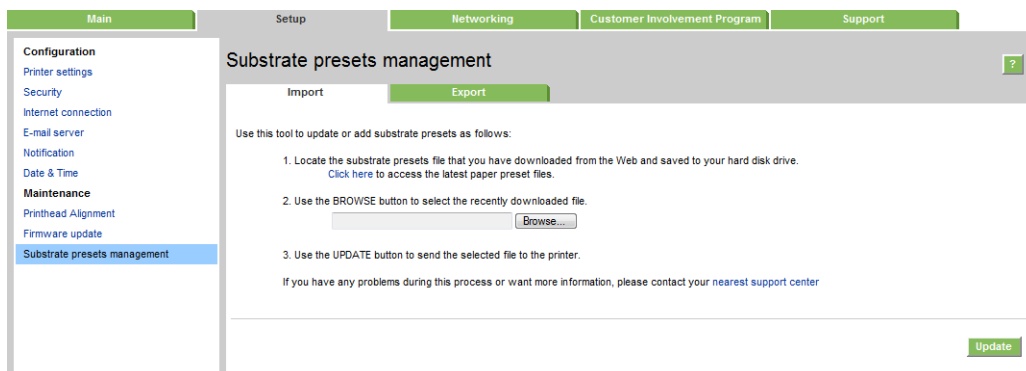 Main Setup Networking Customer Involvement Program Support
Configuration
Printer settings
Security
Internet connection
E-mail server
Notification
Date & Time
Maintenance
Printhead Alignment
Firmware update
Substrate presets management
Substrate presets management
?
Import Export
Use this tool to update or add substrate presets as follows:
1. Locate the substrate presets file that you have downloaded from the Web and saved to your hard disk drive.
Click here to access the latest paper preset files.
2. Use the BROWSE button to select the recently downloaded file.
Browse...
3. Use the UPDATE button to send the selected file to the printer.
If you have any problems during this process or want more information, please contact your nearest support center
Update